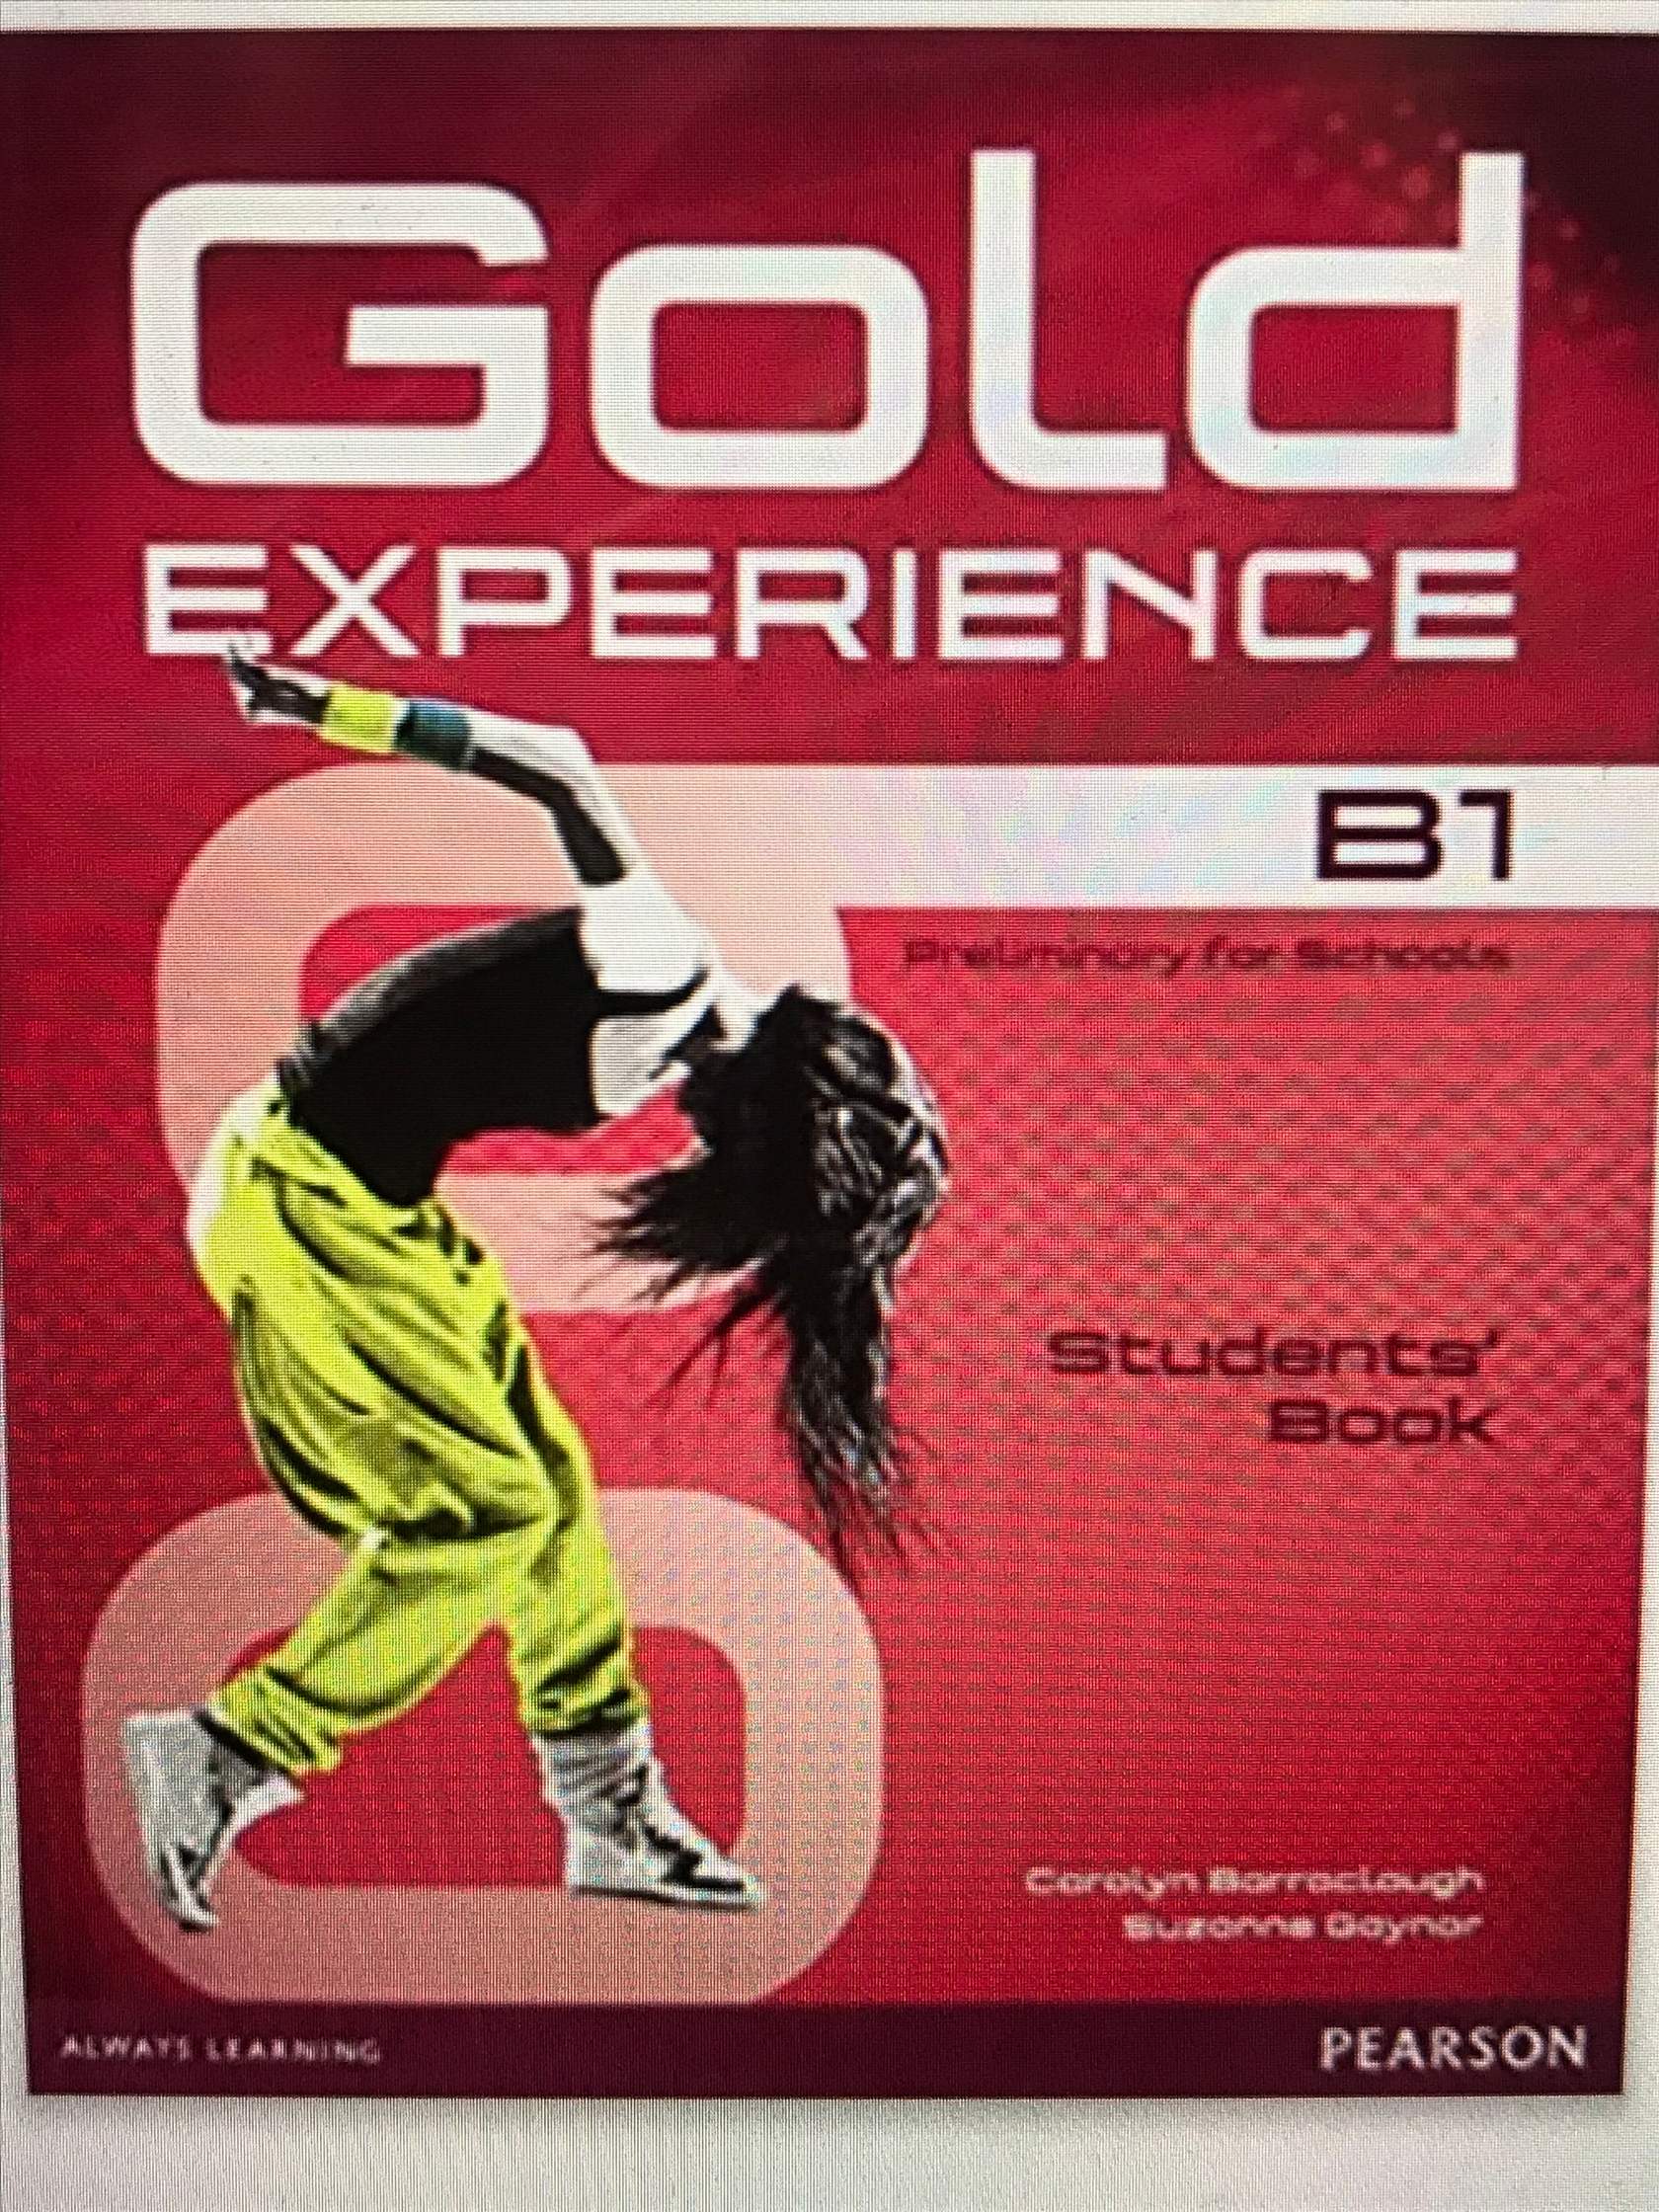 Gold
EXPERIENCE
B1
Preliminary for Schools
Students'
Book
Carolyn Barraclough
Suzanne Gaynor
ALWAYS LEARNING
PEARSON